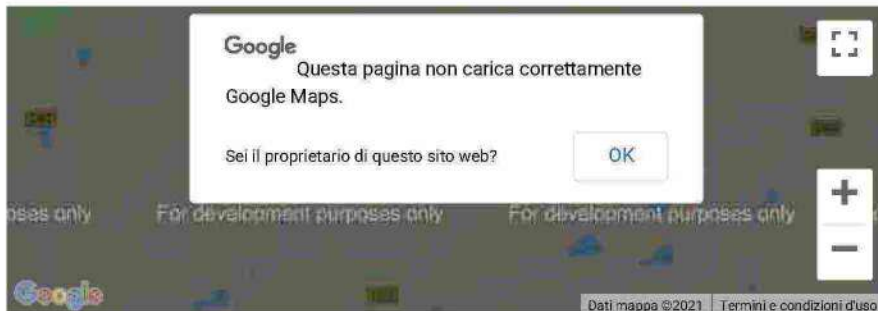 Google
Questa pagina non carica correttamente
Google Maps.
Sei il proprietario di questo sito web?
OK
oses only
For development purposes only
For development purposes only
Google
Dati mappa ©2021
Termini e condizioni d'uso